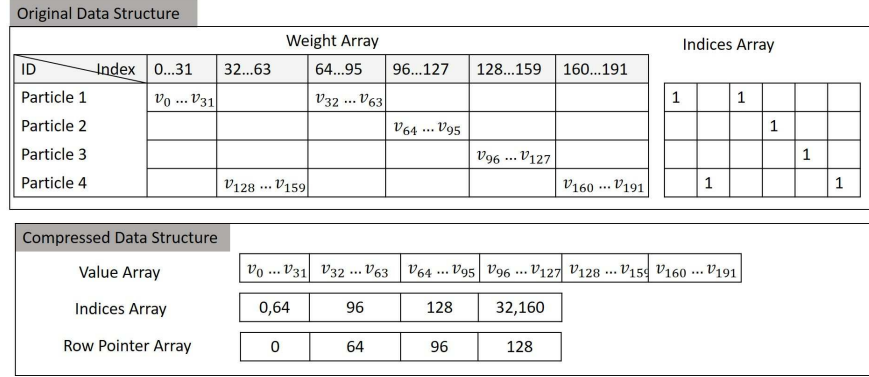 Original Data Structure
Weight Array
Indices Array
ID Index 0...31 32...63 64...95 96...127 128...159 160...191
Particle 1 v₀ ... v₃₁ v₃₂ ... v₆₃ 1 1
Particle 2 v₆₄ ... v₉₅ 1
Particle 3 v₉₆ ... v₁₂₇ 1
Particle 4 v₁₂₈ ... v₁₅₉ v₁₆₀ ... v₁₉₁ 1 1
Compressed Data Structure
Value Array v₀ ... v₃₁ v₃₂ ... v₆₃ v₆₄ ... v₉₅ v₉₆ ... v₁₂₇ v₁₂₈ ... v₁₅₉ v₁₆₀ ... v₁₉₁
Indices Array 0,64 96 128 32,160
Row Pointer Array 0 64 96 128